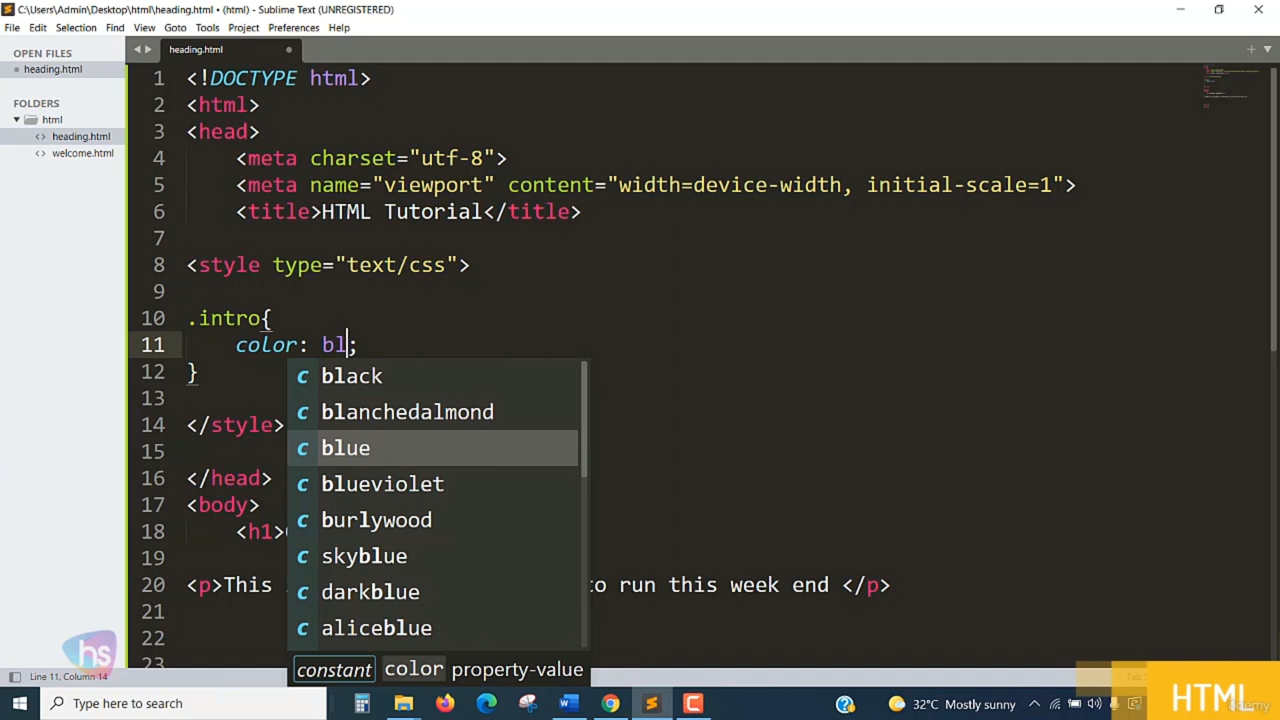 C:\Users\Admin\Desktop\html\heading.html • (html) - Sublime Text (UNREGISTERED)
File Edit Selection Find View Goto Tools Project Preferences Help
OPEN FILES
heading.html
FOLDERS
html
heading.html
welcome.html
heading.html
1 <!DOCTYPE html>
2 <html>
3 <head>
4 <meta charset="utf-8">
5 <meta name="viewport" content="width=device-width, initial-scale=1">
6 <title>HTML Tutorial</title>
7
8 <style type="text/css">
9
10 .intro{
11 color: bl;
12 }
13
14 </style>
15
16 </head>
17 <body>
18 <h1>
19
20 <p>This to run this week end </p>
21
22
23
black
blanchedalmond
blue
blueviolet
burlywood
skyblue
darkblue
aliceblue
constant color property-value
hs
Line 11, Column 14
HTML
Udemy
Type here to search
32°C Mostly sunny